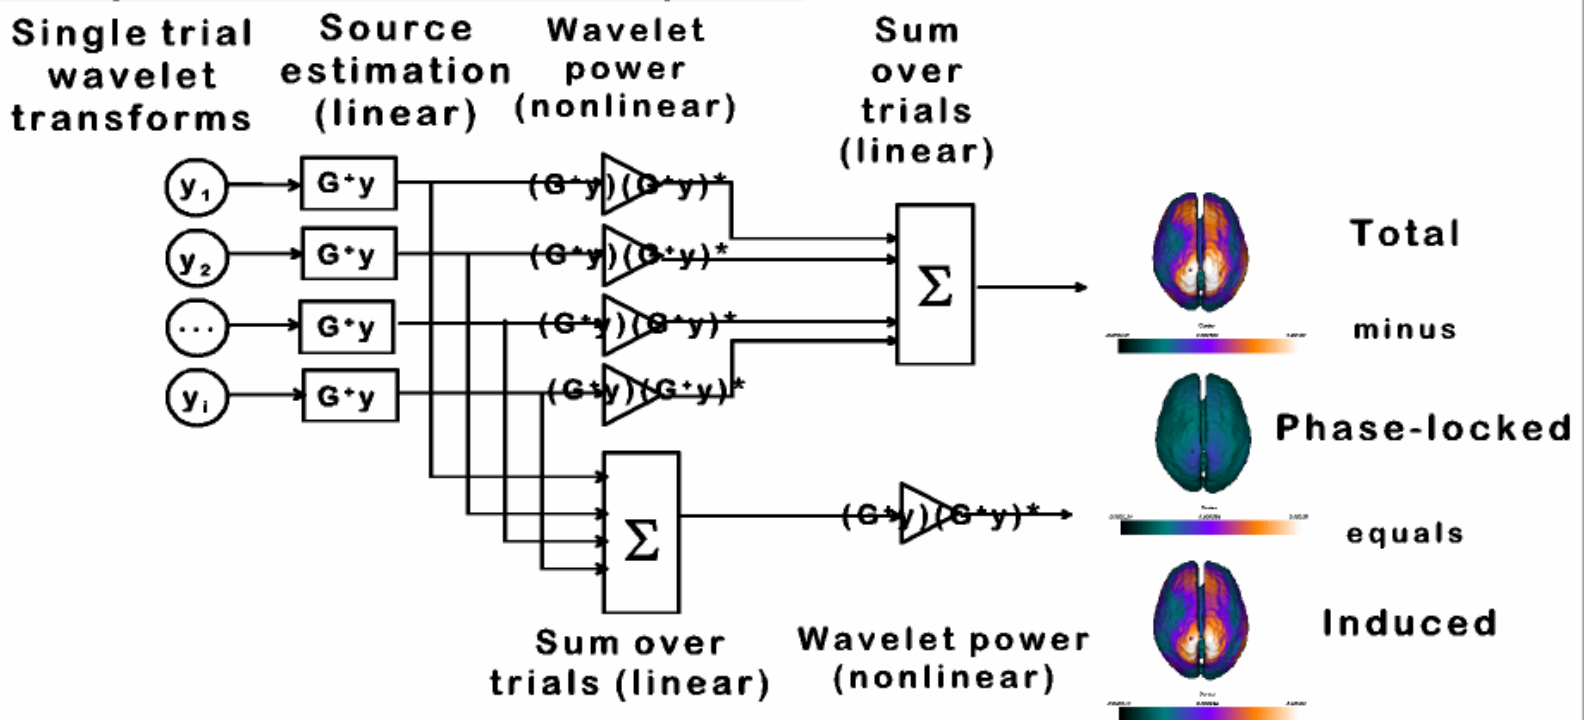 Single trial
wavelet
transforms
Source
estimation
(linear)
Wavelet
power
(nonlinear)
Sum
over
trials
(linear)
y₁
G⁺y
(G⁺y)(G⁺y)*
y₂
G⁺y
(G⁺y)(G⁺y)*
...
G⁺y
(G⁺y)(G⁺y)*
yᵢ
G⁺y
(G⁺y)(G⁺y)*
Σ
Total
minus
Phase-locked
equals
Induced
Σ
(G⁺y)(G⁺y)*
Sum over
trials (linear)
Wavelet power
(nonlinear)